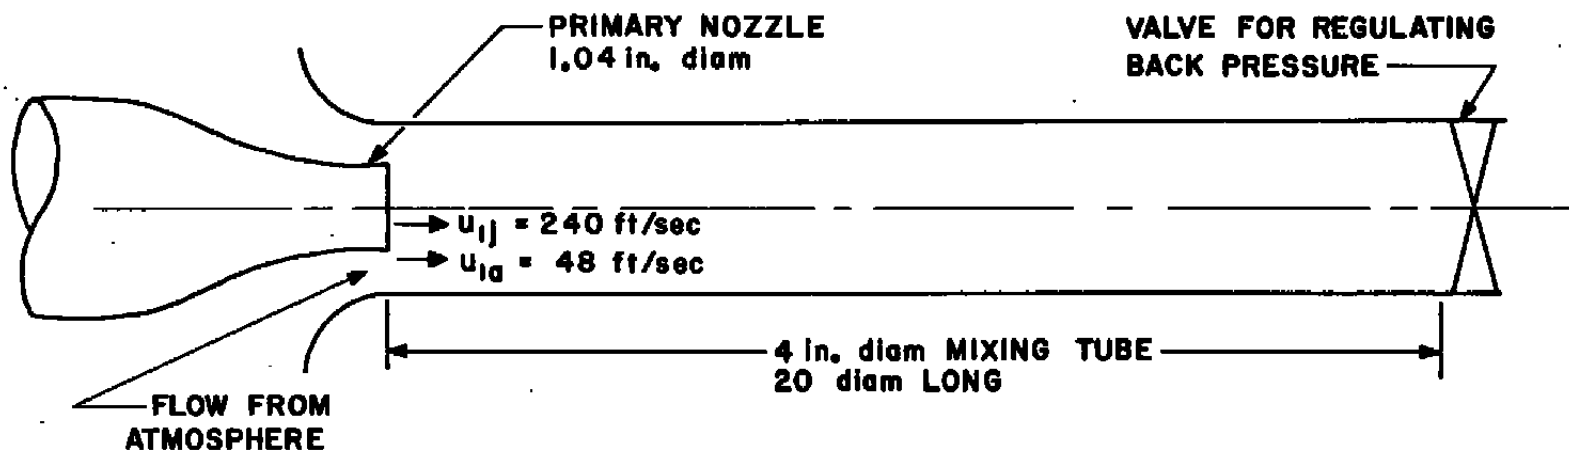 PRIMARY NOZZLE
1.04 in. diam
VALVE FOR REGULATING
BACK PRESSURE
u1j = 240 ft/sec
u1a = 48 ft/sec
4 in. diam MIXING TUBE
20 diam LONG
FLOW FROM
ATMOSPHERE